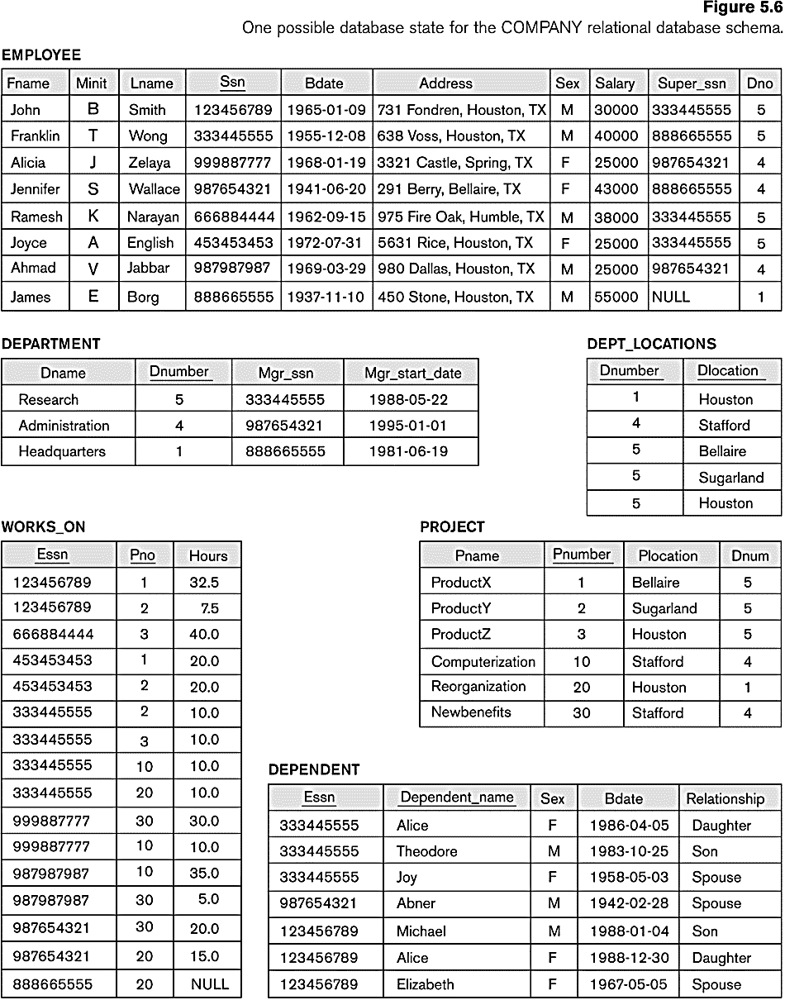 Figure 5.6
One possible database state for the COMPANY relational database schema.
EMPLOYEE
Fname Minit Lname Ssn Bdate Address Sex Salary Super_ssn Dno
John B Smith 123456789 1965-01-09 731 Fondren, Houston, TX M 30000 333445555 5
Franklin T Wong 333445555 1955-12-08 638 Voss, Houston, TX M 40000 888665555 5
Alicia J Zelaya 999887777 1968-01-19 3321 Castle, Spring, TX F 25000 987654321 4
Jennifer S Wallace 987654321 1941-06-20 291 Berry, Bellaire, TX F 43000 888665555 4
Ramesh K Narayan 666884444 1962-09-15 975 Fire Oak, Humble, TX M 38000 333445555 5
Joyce A English 453453453 1972-07-31 5631 Rice, Houston, TX F 25000 333445555 5
Ahmad V Jabbar 987987987 1969-03-29 980 Dallas, Houston, TX M 25000 987654321 4
James E Borg 888665555 1937-11-10 450 Stone, Houston, TX M 55000 NULL 1
DEPARTMENT
Dname Dnumber Mgr_ssn Mgr_start_date
Research 5 333445555 1988-05-22
Administration 4 987654321 1995-01-01
Headquarters 1 888665555 1981-06-19
DEPT_LOCATIONS
Dnumber Dlocation
1 Houston
4 Stafford
5 Bellaire
5 Sugarland
5 Houston
WORKS_ON
Essn Pno Hours
123456789 1 32.5
123456789 2 7.5
666884444 3 40.0
453453453 1 20.0
453453453 2 20.0
333445555 2 10.0
333445555 3 10.0
333445555 10 10.0
333445555 20 10.0
999887777 30 30.0
999887777 10 10.0
987987987 10 35.0
987987987 30 5.0
987654321 30 20.0
987654321 20 15.0
888665555 20 NULL
PROJECT
Pname Pnumber Plocation Dnum
ProductX 1 Bellaire 5
ProductY 2 Sugarland 5
ProductZ 3 Houston 5
Computerization 10 Stafford 4
Reorganization 20 Houston 1
Newbenefits 30 Stafford 4
DEPENDENT
Essn Dependent_name Sex Bdate Relationship
333445555 Alice F 1986-04-05 Daughter
333445555 Theodore M 1983-10-25 Son
333445555 Joy F 1958-05-03 Spouse
987654321 Abner M 1942-02-28 Spouse
123456789 Michael M 1988-01-04 Son
123456789 Alice F 1988-12-30 Daughter
123456789 Elizabeth F 1967-05-05 Spouse